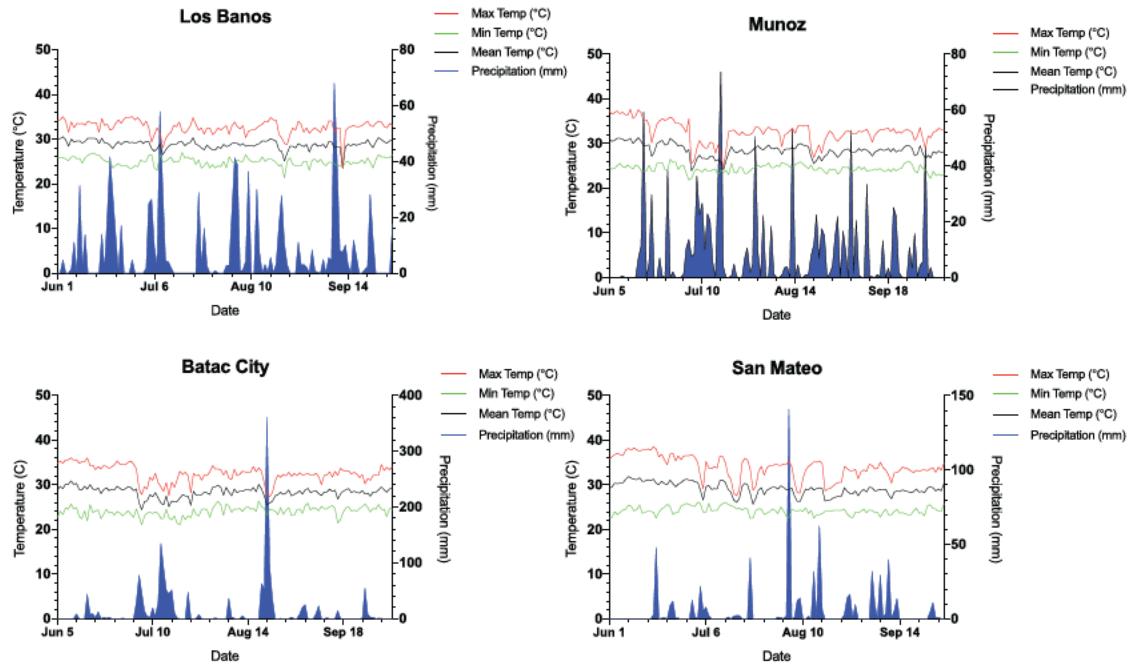 Los Banos
Max Temp (°C)
Min Temp (°C)
Mean Temp (°C)
Precipitation (mm)
50
40
30
20
10
0
Temperature (°C)
80
60
40
20
0
Precipitation (mm)
Jun 1
Jul 6
Aug 10
Sep 14
Date
Munoz
Max Temp (°C)
Min Temp (°C)
Mean Temp (°C)
Precipitation (mm)
50
40
30
20
10
0
Temperature (C)
80
60
40
20
0
Precipitation (mm)
Jun 5
Jul 10
Aug 14
Sep 18
Date
Batac City
Max Temp (°C)
Min Temp (°C)
Mean Temp (°C)
Precipitation (mm)
50
40
30
20
10
0
Temperature (C)
400
300
200
100
0
Precipitation (mm)
Jun 5
Jul 10
Aug 14
Sep 18
Date
San Mateo
Max Temp (°C)
Min Temp (°C)
Mean Temp (°C)
Precipitation (mm)
50
40
30
20
10
0
Temperature (C)
150
100
50
0
Precipitation (mm)
Jun 1
Jul 6
Aug 10
Sep 14
Date